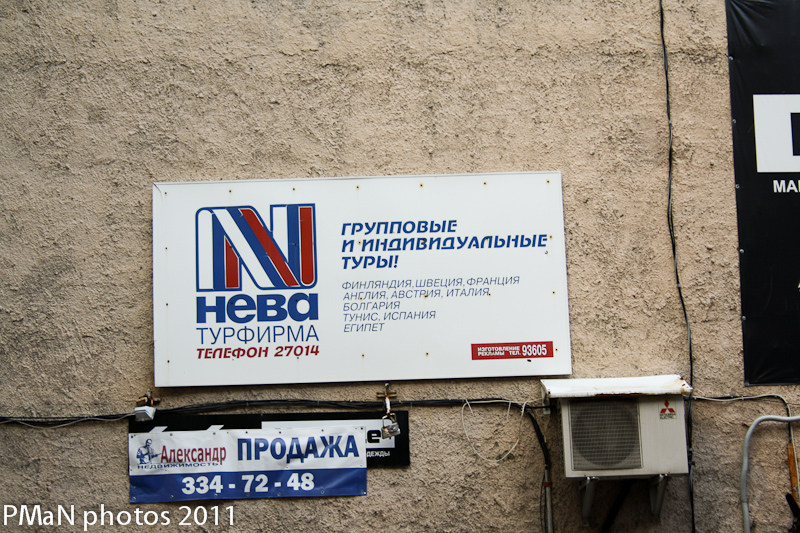 НЕВА
ТУРФИРМА
ТЕЛЕФОН 27014
ГРУППОВЫЕ
И ИНДИВИДУАЛЬНЫЕ
ТУРЫ!
ФИНЛЯНДИЯ, ШВЕЦИЯ, ФРАНЦИЯ
АНГЛИЯ, АВСТРИЯ, ИТАЛИЯ,
БОЛГАРИЯ
ТУНИС, ИСПАНИЯ
ЕГИПЕТ
ИЗГОТОВЛЕНИЕ
РЕКЛАМЫ ТЕЛ. 93605
Александр
НЕДВИЖИМОСТЬ
ПРОДАЖА
334-72-48
PMaN photos 2011